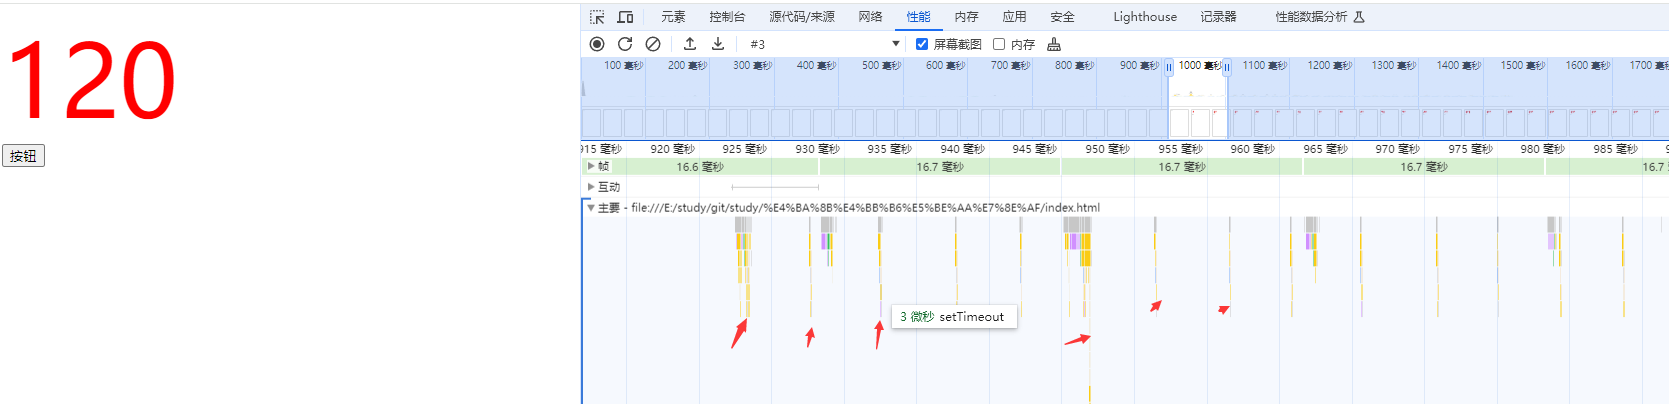 120
按钮
元素 控制台 源代码/来源 网络 性能 内存 应用 安全 Lighthouse 记录器 性能数据分析
#3 屏幕截图 内存
100 毫秒 200 毫秒 300 毫秒 400 毫秒 500 毫秒 600 毫秒 700 毫秒 800 毫秒 900 毫秒 1000 毫秒 1100 毫秒 1200 毫秒 1300 毫秒 1400 毫秒 1500 毫秒 1600 毫秒 1700
915 毫秒 920 毫秒 925 毫秒 930 毫秒 935 毫秒 940 毫秒 945 毫秒 950 毫秒 955 毫秒 960 毫秒 965 毫秒 970 毫秒 975 毫秒 980 毫秒 985 毫秒
帧 16.6 毫秒 16.7 毫秒 16.7 毫秒 16.7 毫秒 16.7
互动
主要 - file:///E:/study/git/study/%E4%BA%8B%E4%BB%B6%E5%BE%AA%E7%8E%AF/index.html
3 微秒 setTimeout